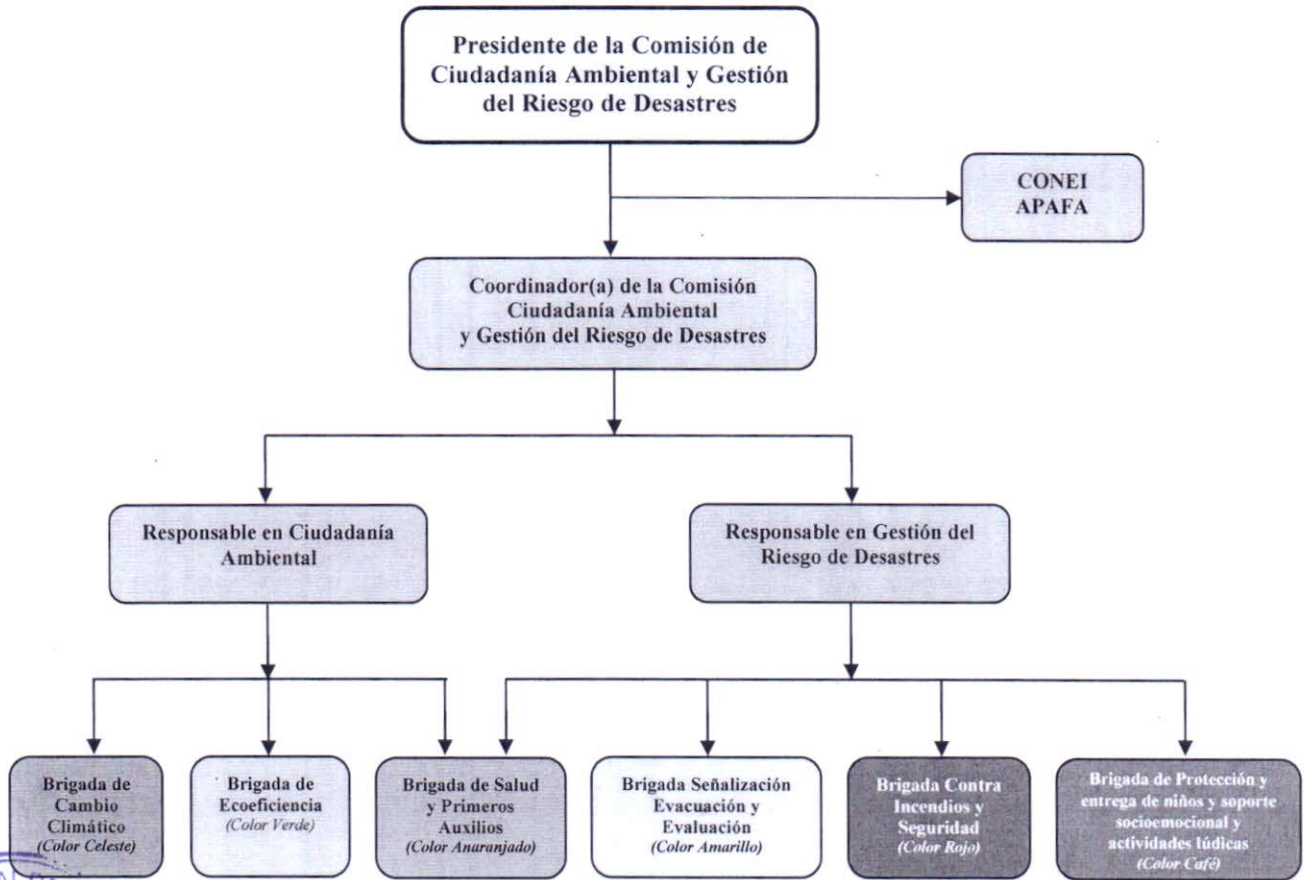 Presidente de la Comisión de
Ciudadanía Ambiental y Gestión
del Riesgo de Desastres
CONEI
APAFA
Coordinador(a) de la Comisión
Ciudadanía Ambiental
y Gestión del Riesgo de Desastres
Responsable en Ciudadanía
Ambiental
Responsable en Gestión del
Riesgo de Desastres
Brigada de
Cambio
Climático
(Color Celeste)
Brigada de
Ecoeficiencia
(Color Verde)
Brigada de Salud
y Primeros
Auxilios
(Color Anaranjado)
Brigada Señalización
Evacuación y
Evaluación
(Color Amarillo)
Brigada Contra
Incendios y
Seguridad
(Color Rojo)
Brigada de Protección y
entrega de niños y soporte
socioemocional y
actividades lúdicas
(Color Café)